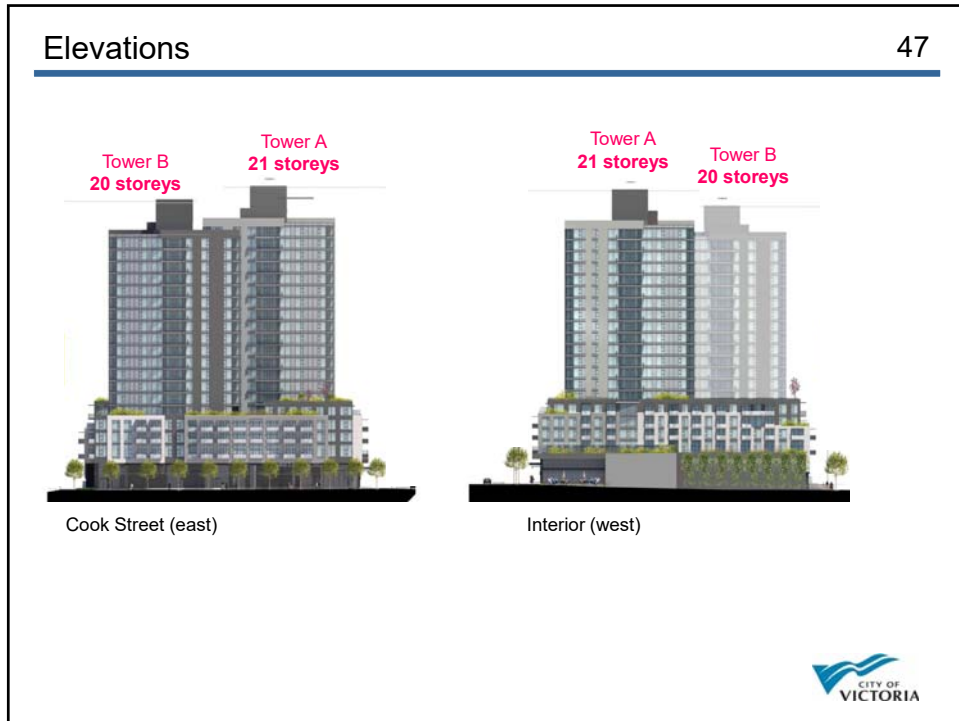 Elevations
47
Tower B
20 storeys
Tower A
21 storeys
Tower A
21 storeys
Tower B
20 storeys
Cook Street (east)
Interior (west)
CITY OF
VICTORIA